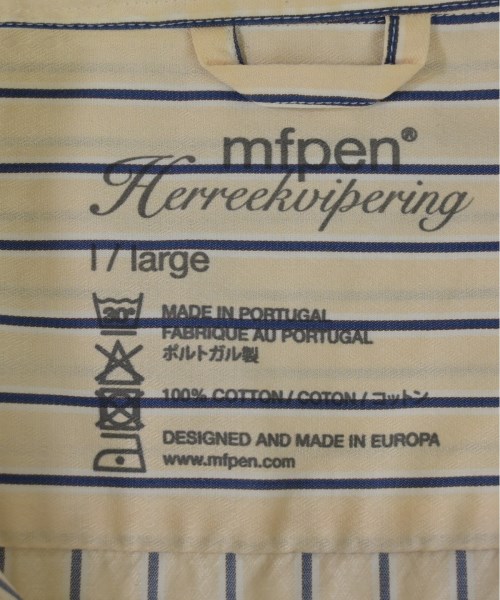 mfpen®
Herreekvipering
l / large
30°
MADE IN PORTUGAL
FABRIQUE AU PORTUGAL
ポルトガル製
100% COTTON / COTON / コットン
DESIGNED AND MADE IN EUROPA
www.mfpen.com